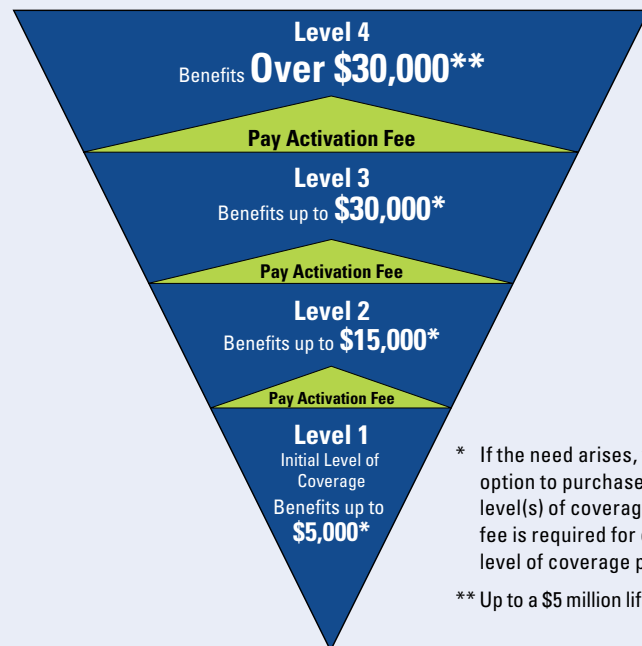 Level 4
Benefits Over $30,000**
Pay Activation Fee
Level 3
Benefits up to $30,000*
Pay Activation Fee
Level 2
Benefits up to $15,000*
Pay Activation Fee
Level 1
Initial Level of
Coverage
Benefits up to
$5,000*
* If the need arises,
option to purchase
level(s) of coverag
fee is required for
level of coverage p
** Up to a $5 million lif